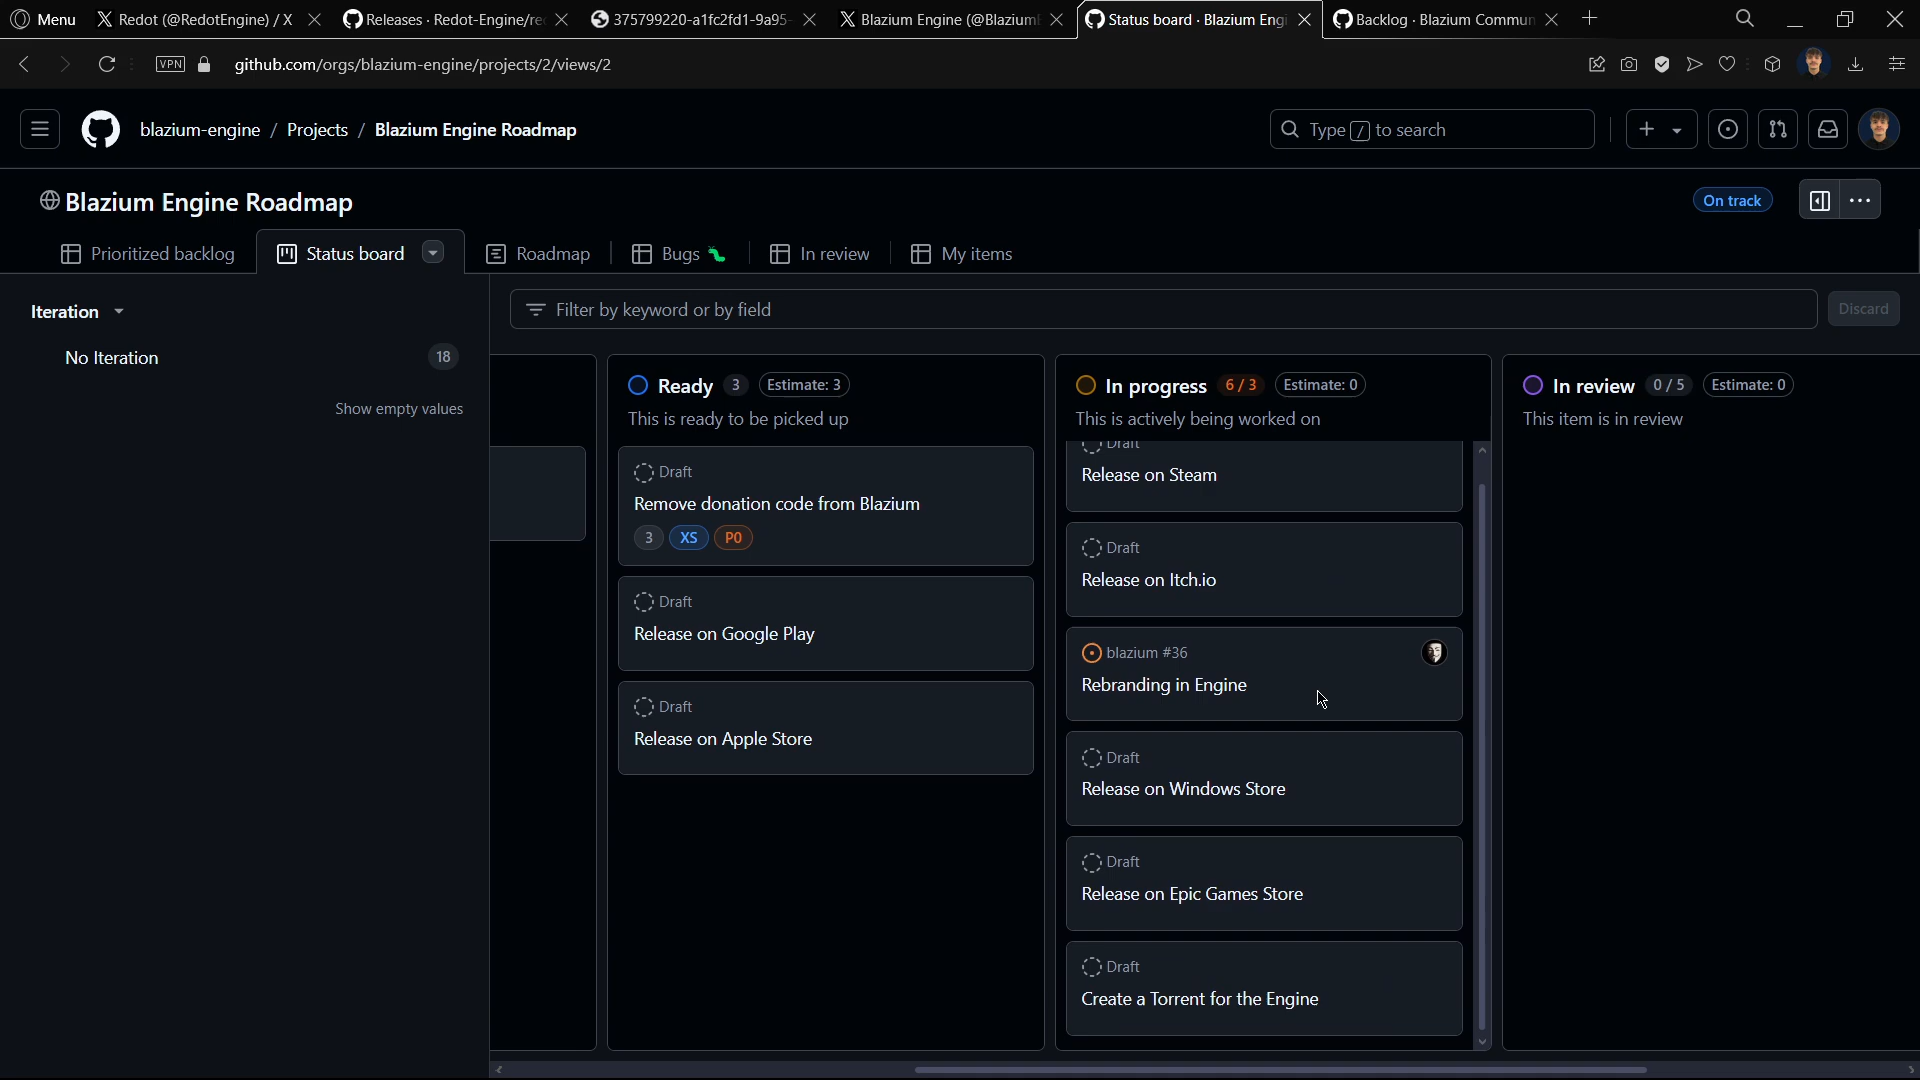 Menu
Redot (@RedotEngine) / X
Releases · Redot-Engine/re
375799220-a1fc2fd1-9a95-
Blazium Engine (@Blazium
Status board · Blazium Engi
Backlog · Blazium Commun
VPN
github.com/orgs/blazium-engine/projects/2/views/2
blazium-engine / Projects / Blazium Engine Roadmap
Type / to search
Blazium Engine Roadmap
On track
Prioritized backlog
Status board
Roadmap
Bugs
In review
My items
Iteration
No Iteration
18
Show empty values
Filter by keyword or by field
Discard
Ready 3 Estimate: 3
This is ready to be picked up
Draft
Remove donation code from Blazium
3 XS P0
Draft
Release on Google Play
Draft
Release on Apple Store
In progress 6 / 3 Estimate: 0
This is actively being worked on
Draft
Release on Steam
Draft
Release on Itch.io
blazium #36
Rebranding in Engine
Draft
Release on Windows Store
Draft
Release on Epic Games Store
Draft
Create a Torrent for the Engine
In review 0 / 5 Estimate: 0
This item is in review